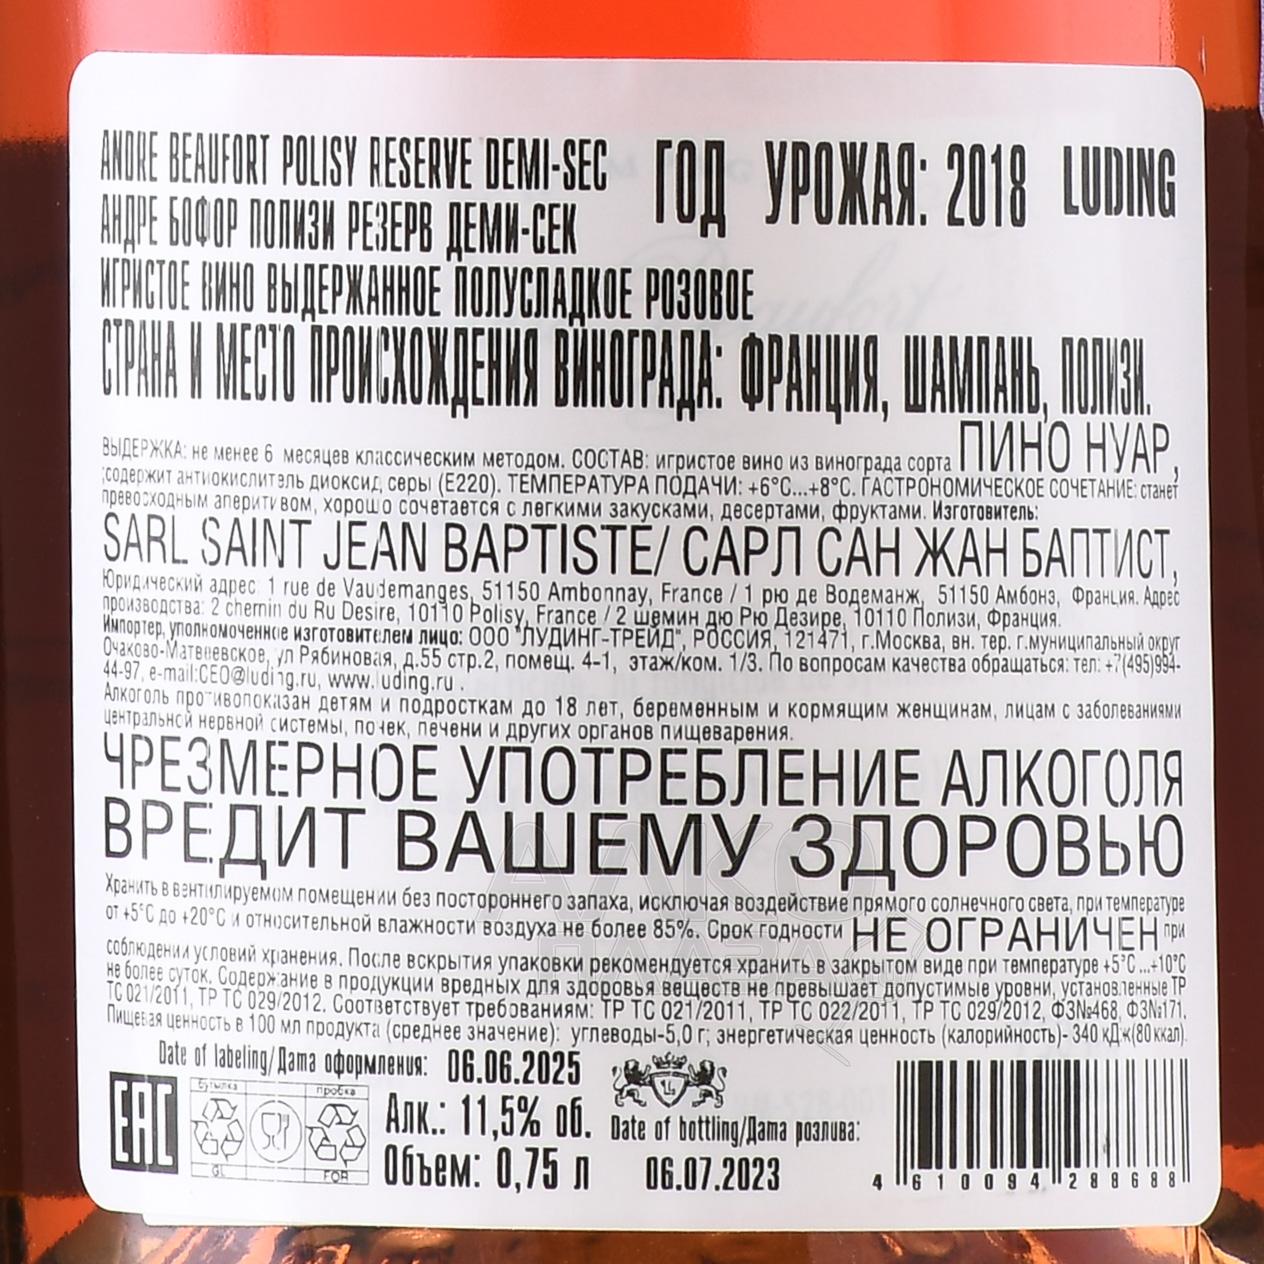 ANDRE BEAUFORT POLISY RESERVE DEMI-SEC
АНДРЕ БОФОР ПОЛИЗИ РЕЗЕРВ ДЕМИ-СЕК
ГОД УРОЖАЯ: 2018
LUDING
ИГРИСТОЕ ВИНО ВЫДЕРЖАННОЕ ПОЛУСЛАДКОЕ РОЗОВОЕ
СТРАНА И МЕСТО ПРОИСХОЖДЕНИЯ ВИНОГРАДА: ФРАНЦИЯ, ШАМПАНЬ, ПОЛИЗИ.
ВЫДЕРЖКА: не менее 6 месяцев классическим методом. СОСТАВ: игристое вино из винограда сорта ПИНО НУАР,
содержит антиокислитель диоксид серы (Е220). ТЕМПЕРАТУРА ПОДАЧИ: +6°С...+8°С. ГАСТРОНОМИЧЕСКОЕ СОЧЕТАНИЕ: станет
превосходным аперитивом, хорошо сочетается с легкими закусками, десертами, фруктами. Изготовитель:
SARL SAINT JEAN BAPTISTE/ САРЛ САН ЖАН БАПТИСТ,
Юридический адрес: 1 rue de Vaudemanges, 51150 Ambonnay, France / 1 рю де Водеманж, 51150 Амбонэ, Франция. Адрес
производства: 2 chemin du Ru Desire, 10110 Polisy, France / 2 шемин дю Рю Дезире, 10110 Полизи, Франция.
Импортер, уполномоченное изготовителем лицо: ООО "ЛУДИНГ-ТРЕЙД", РОССИЯ, 121471, г.Москва, вн. тер. г.муниципальный округ
Очаково-Матвеевское, ул Рябиновая, д.55 стр.2, помещ. 4-1, этаж/ком. 1/3. По вопросам качества обращаться: тел: +7(495)994-
44-97, e-mail:CEO@luding.ru, www.luding.ru .
Алкоголь противопоказан детям и подросткам до 18 лет, беременным и кормящим женщинам, лицам с заболеваниями
центральной нервной системы, почек, печени и других органов пищеварения.
ЧРЕЗМЕРНОЕ УПОТРЕБЛЕНИЕ АЛКОГОЛЯ
ВРЕДИТ ВАШЕМУ ЗДОРОВЬЮ
Хранить в вентилируемом помещении без постороннего запаха, исключая воздействие прямого солнечного света, при температуре
от +5°С до +20°С и относительной влажности воздуха не более 85%. Срок годности НЕ ОГРАНИЧЕН при
соблюдении условий хранения. После вскрытия упаковки рекомендуется хранить в закрытом виде при температуре +5°С ...+10°С
не более суток. Содержание в продукции вредных для здоровья веществ не превышает допустимые уровни, установленные ТР
ТС 021/2011, ТР ТС 029/2012. Соответствует требованиям: ТР ТС 021/2011, ТР ТС 022/2011, ТР ТС 029/2012, ФЗ№468, ФЗ№171.
Пищевая ценность в 100 мл продукта (среднее значение): углеводы-5,0 г; энергетическая ценность (калорийность)- 340 кДж(80 ккал).
Date of labeling/Дата оформления: 06.06.2025
EAC
бутылка
GL
пробка
FOR
Алк.: 11,5% об.
Объем: 0,75 л
Date of bottling/Дата розлива:
06.07.2023
4 610094 288688